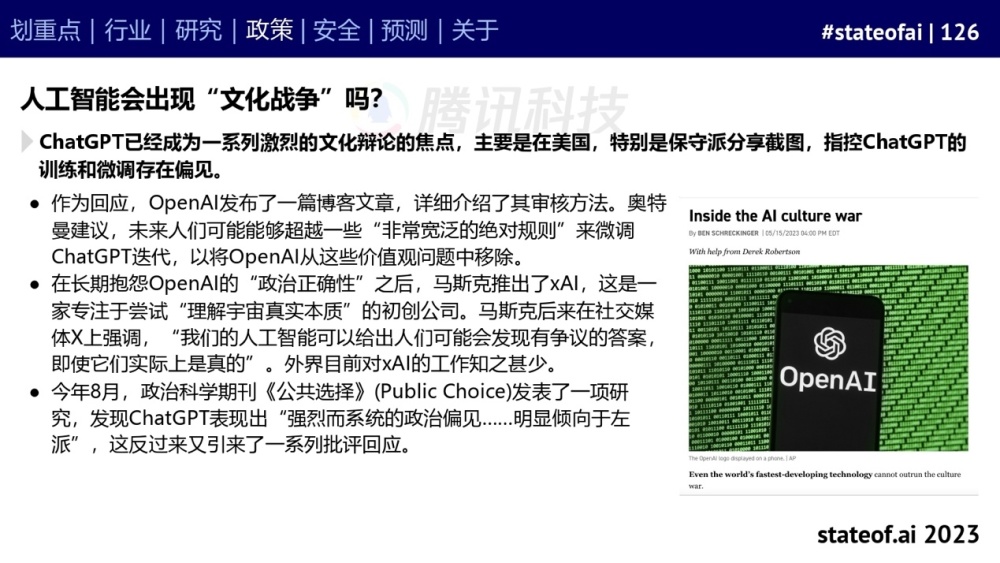 划重点 | 行业 | 研究 | 政策 | 安全 | 预测 | 关于
#stateofai | 126
人工智能会出现“文化战争”吗?
腾讯科技
ChatGPT已经成为一系列激烈的文化辩论的焦点，主要是在美国，特别是保守派分享截图，指控ChatGPT的
训练和微调存在偏见。
● 作为回应，OpenAI发布了一篇博客文章，详细介绍了其审核方法。奥特
曼建议，未来人们可能能够超越一些“非常宽泛的绝对规则”来微调
ChatGPT迭代，以将OpenAI从这些价值观问题中移除。
● 在长期抱怨OpenAI的“政治正确性”之后，马斯克推出了xAI，这是一
家专注于尝试“理解宇宙真实本质”的初创公司。马斯克后来在社交媒
体X上强调，“我们的人工智能可以给出人们可能会发现有争议的答案，
即使它们实际上是真的”。外界目前对xAI的工作知之甚少。
● 今年8月，政治科学期刊《公共选择》(Public Choice)发表了一项研
究，发现ChatGPT表现出“强烈而系统的政治偏见......明显倾向于左
派”，这反过来又引来了一系列批评回应。
Inside the AI culture war
By BEN SCHRECKINGER | 05/15/2023 04:00 PM EDT
With help from Derek Robertson
OpenAI
The OpenAI logo displayed on a phone. | AP
Even the world's fastest-developing technology cannot outrun the culture
war.
stateof.ai 2023